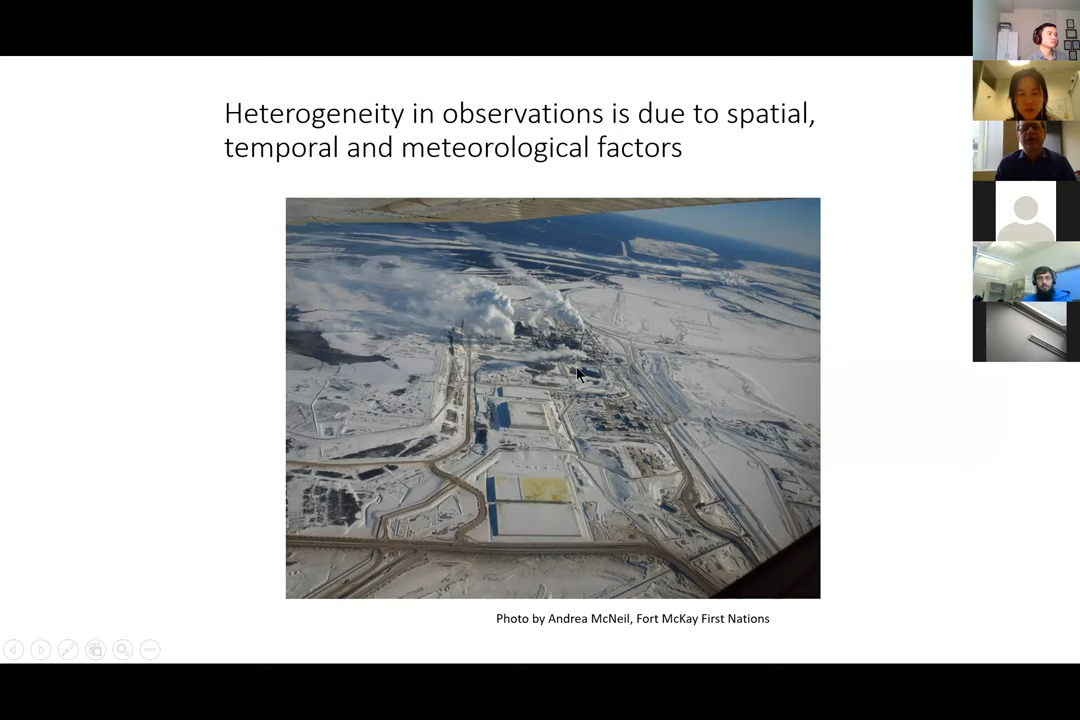 Heterogeneity in observations is due to spatial,
temporal and meteorological factors
Photo by Andrea McNeil, Fort McKay First Nations